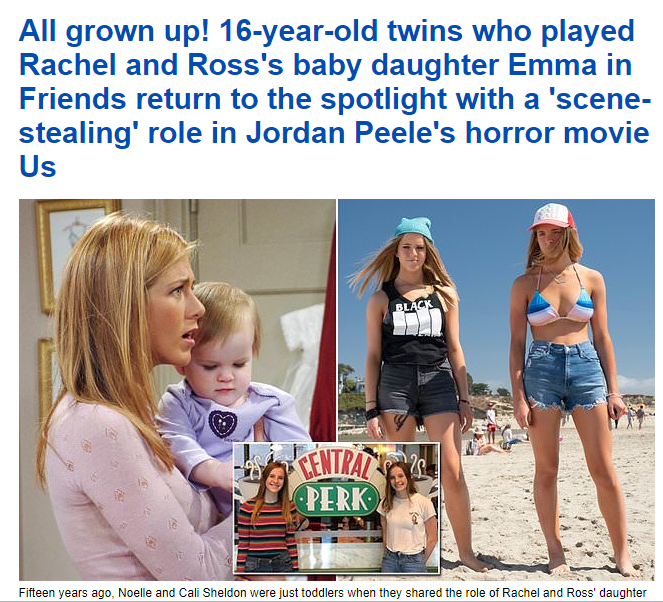 All grown up! 16-year-old twins who played
Rachel and Ross's baby daughter Emma in
Friends return to the spotlight with a 'scene-
stealing' role in Jordan Peele's horror movie
Us
BLACK
CENTRAL
PERK
Fifteen years ago, Noelle and Cali Sheldon were just toddlers when they shared the role of Rachel and Ross' daughter